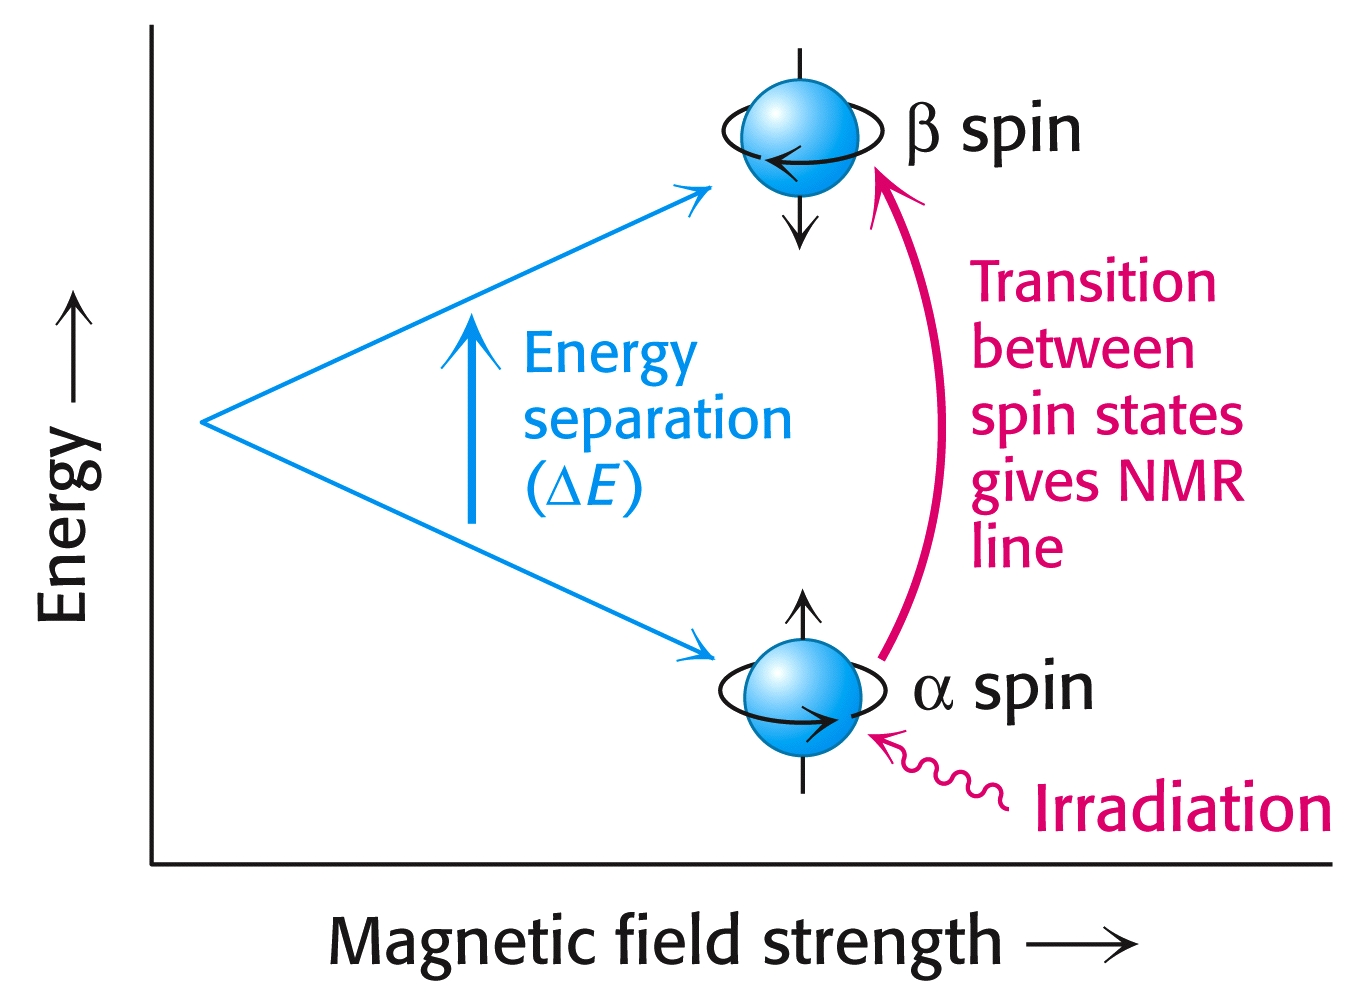 β spin
Transition
between
spin states
gives NMR
line
Energy
separation
(ΔE)
Energy
α spin
Irradiation
Magnetic field strength